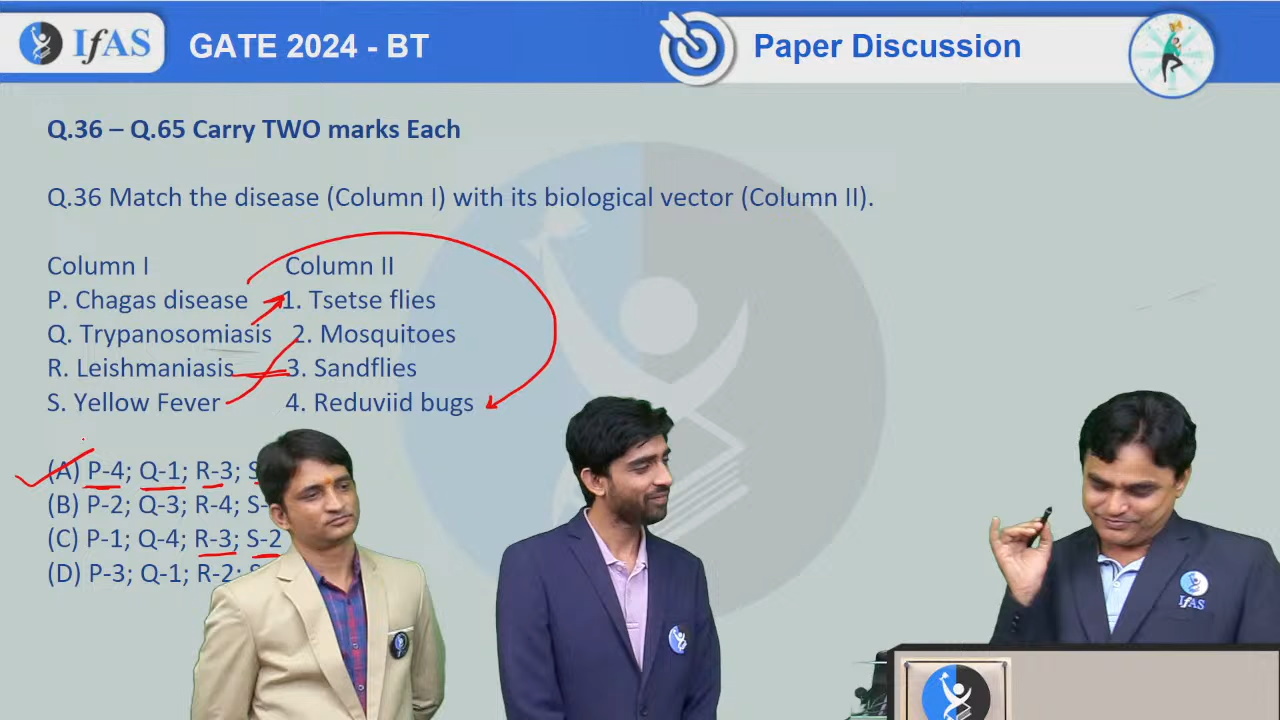 IfAS
GATE 2024 - BT
Paper Discussion
Q.36 – Q.65 Carry TWO marks Each
Q.36 Match the disease (Column I) with its biological vector (Column II).
Column I Column II
P. Chagas disease 1. Tsetse flies
Q. Trypanosomiasis 2. Mosquitoes
R. Leishmaniasis 3. Sandflies
S. Yellow Fever 4. Reduviid bugs
(A) P-4; Q-1; R-3; S
(B) P-2; Q-3; R-4; S-
(C) P-1; Q-4; R-3; S-2
(D) P-3; Q-1; R-2; S
IfAS